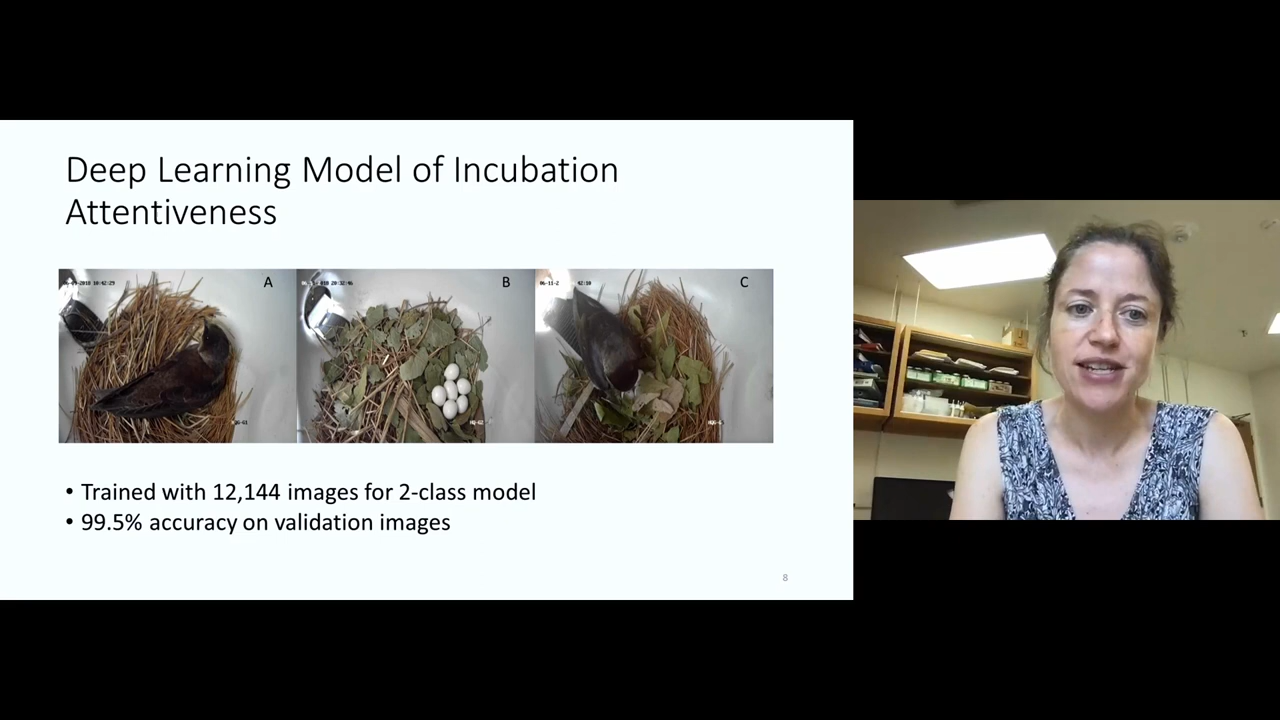 Deep Learning Model of Incubation
Attentiveness
A
B
C
• Trained with 12,144 images for 2-class model
• 99.5% accuracy on validation images
8